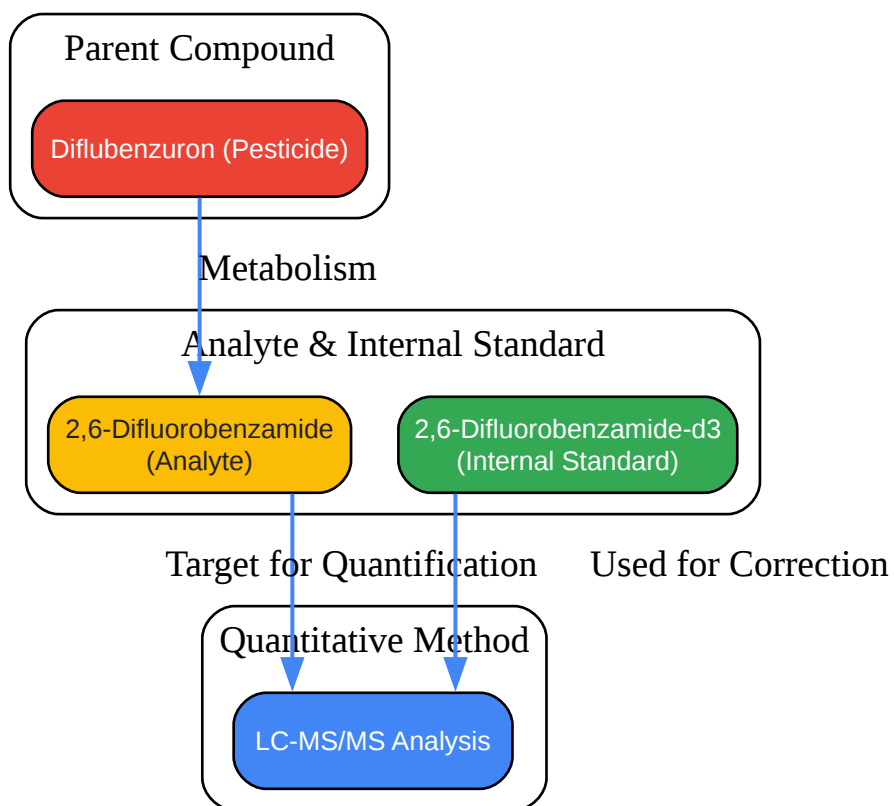 Parent Compound
Diflubenzuron (Pesticide)
Metabolism
Analyte & Internal Standard
2,6-Difluorobenzamide
(Analyte)
2,6-Difluorobenzamide-d3
(Internal Standard)
Target for Quantification
Used for Correction
Quantitative Method
LC-MS/MS Analysis